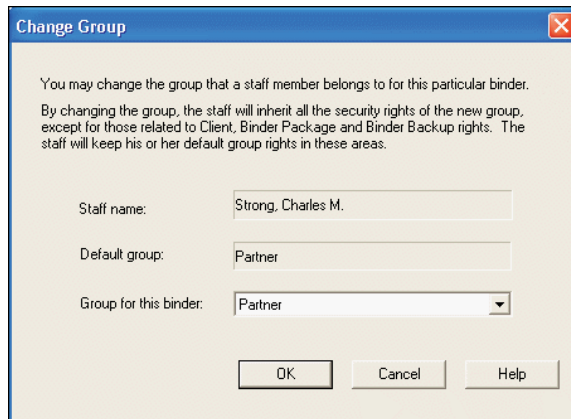 Change Group
You may change the group that a staff member belongs to for this particular binder.
By changing the group, the staff will inherit all the security rights of the new group,
except for those related to Client, Binder Package and Binder Backup rights.  The
staff will keep his or her default group rights in these areas.
Staff name: Strong, Charles M.
Default group: Partner
Group for this binder: Partner
OK Cancel Help